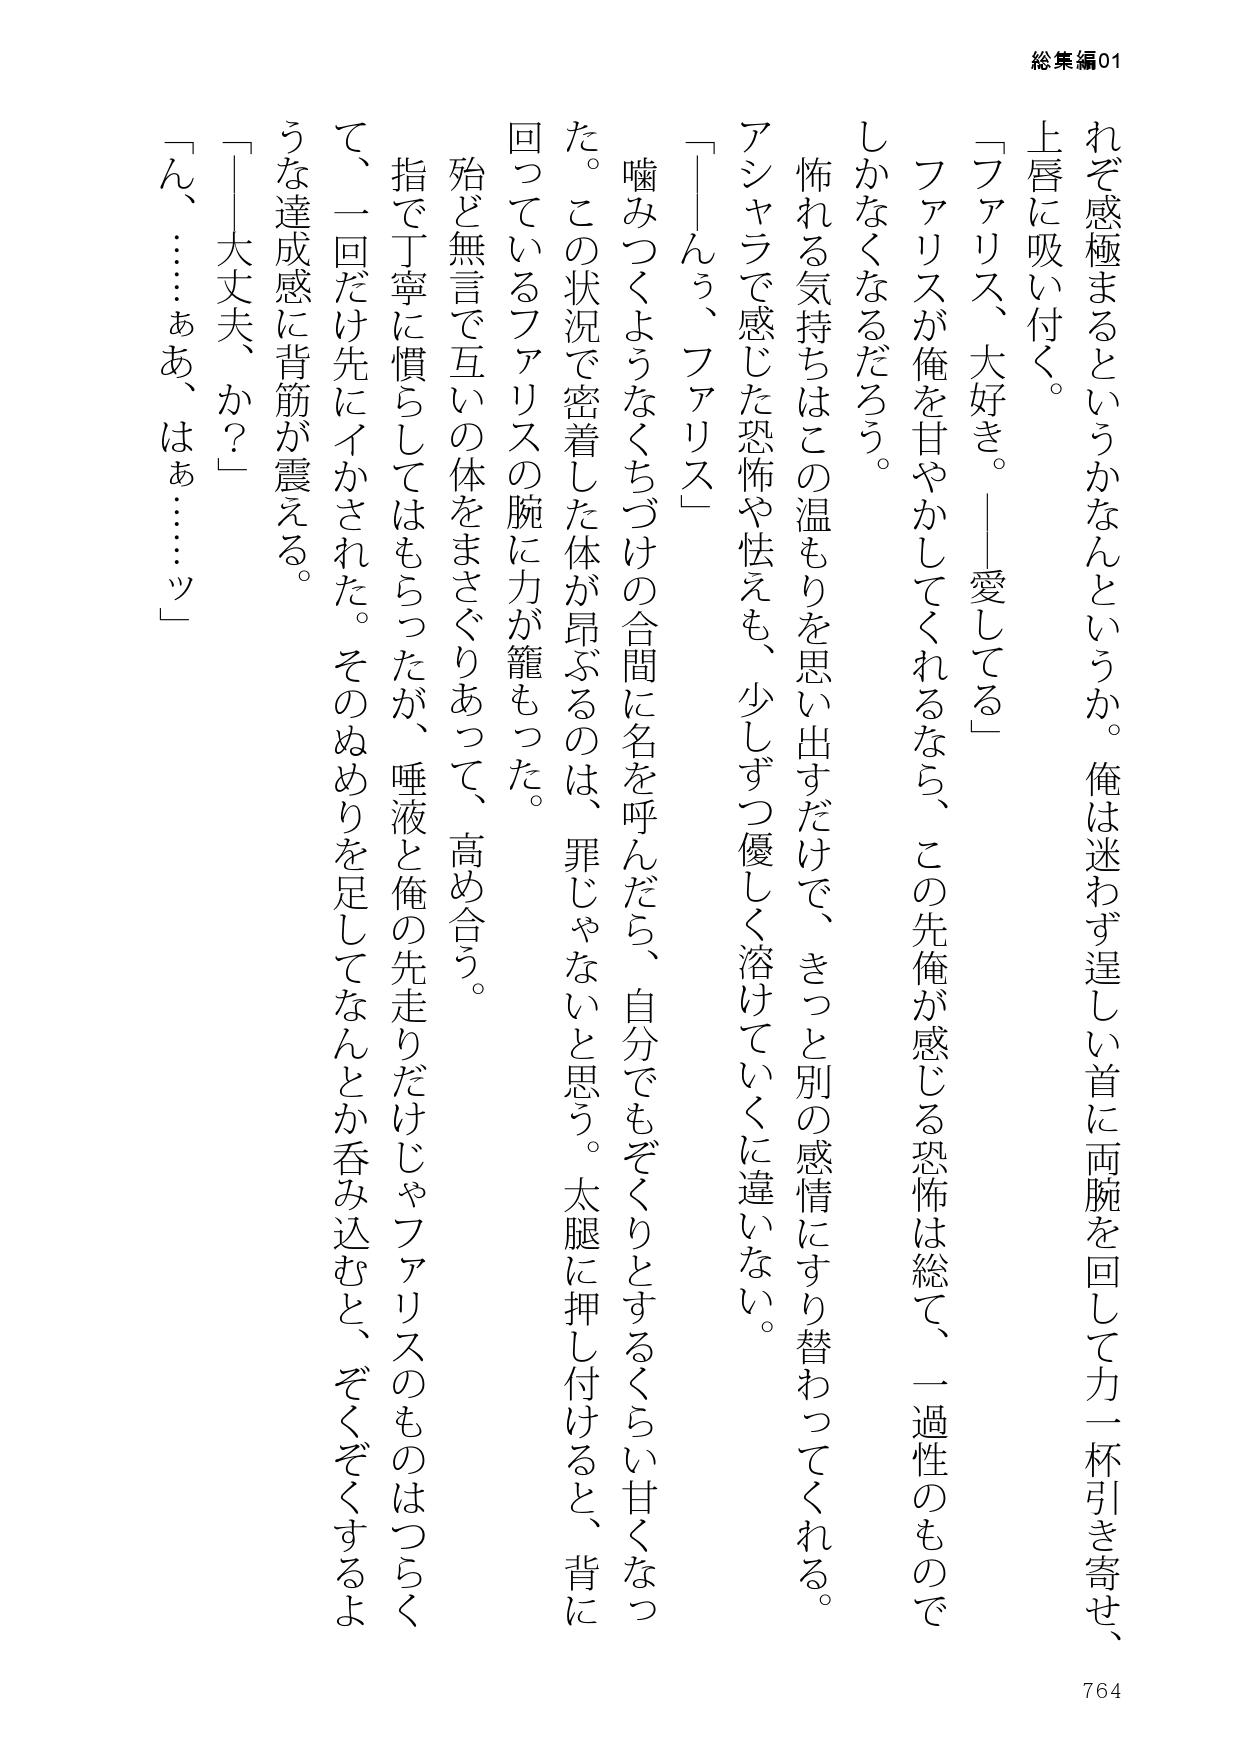 総集編01
れぞ感極まるというかなんというか。俺は迷わず逞しい首に両腕を回して力一杯引き寄せ、
上唇に吸い付く。
「ファリス、大好き。――愛してる」
　ファリスが俺を甘やかしてくれるなら、この先俺が感じる恐怖は総て、一過性のもので
しかなくなるだろう。
　怖れる気持ちはこの温もりを思い出すだけで、きっと別の感情にすり替わってくれる。
アシャラで感じた恐怖や怯えも、少しずつ優しく溶けていくに違いない。
「――んぅ、ファリス」
　噛みつくようなくちづけの合間に名を呼んだら、自分でもぞくりとするくらい甘くなっ
た。この状況で密着した体が昂ぶるのは、罪じゃないと思う。太腿に押し付けると、背に
回っているファリスの腕に力が籠もった。
　殆ど無言で互いの体をまさぐりあって、高め合う。
　指で丁寧に慣らしてはもらったが、唾液と俺の先走りだけじゃファリスのものはつらく
て、一回だけ先にイかされた。そのぬめりを足してなんとか呑み込むと、ぞくぞくするよ
うな達成感に背筋が震える。
「――大丈夫、か？」
「ん、……ぁあ、はぁ……ッ」
764